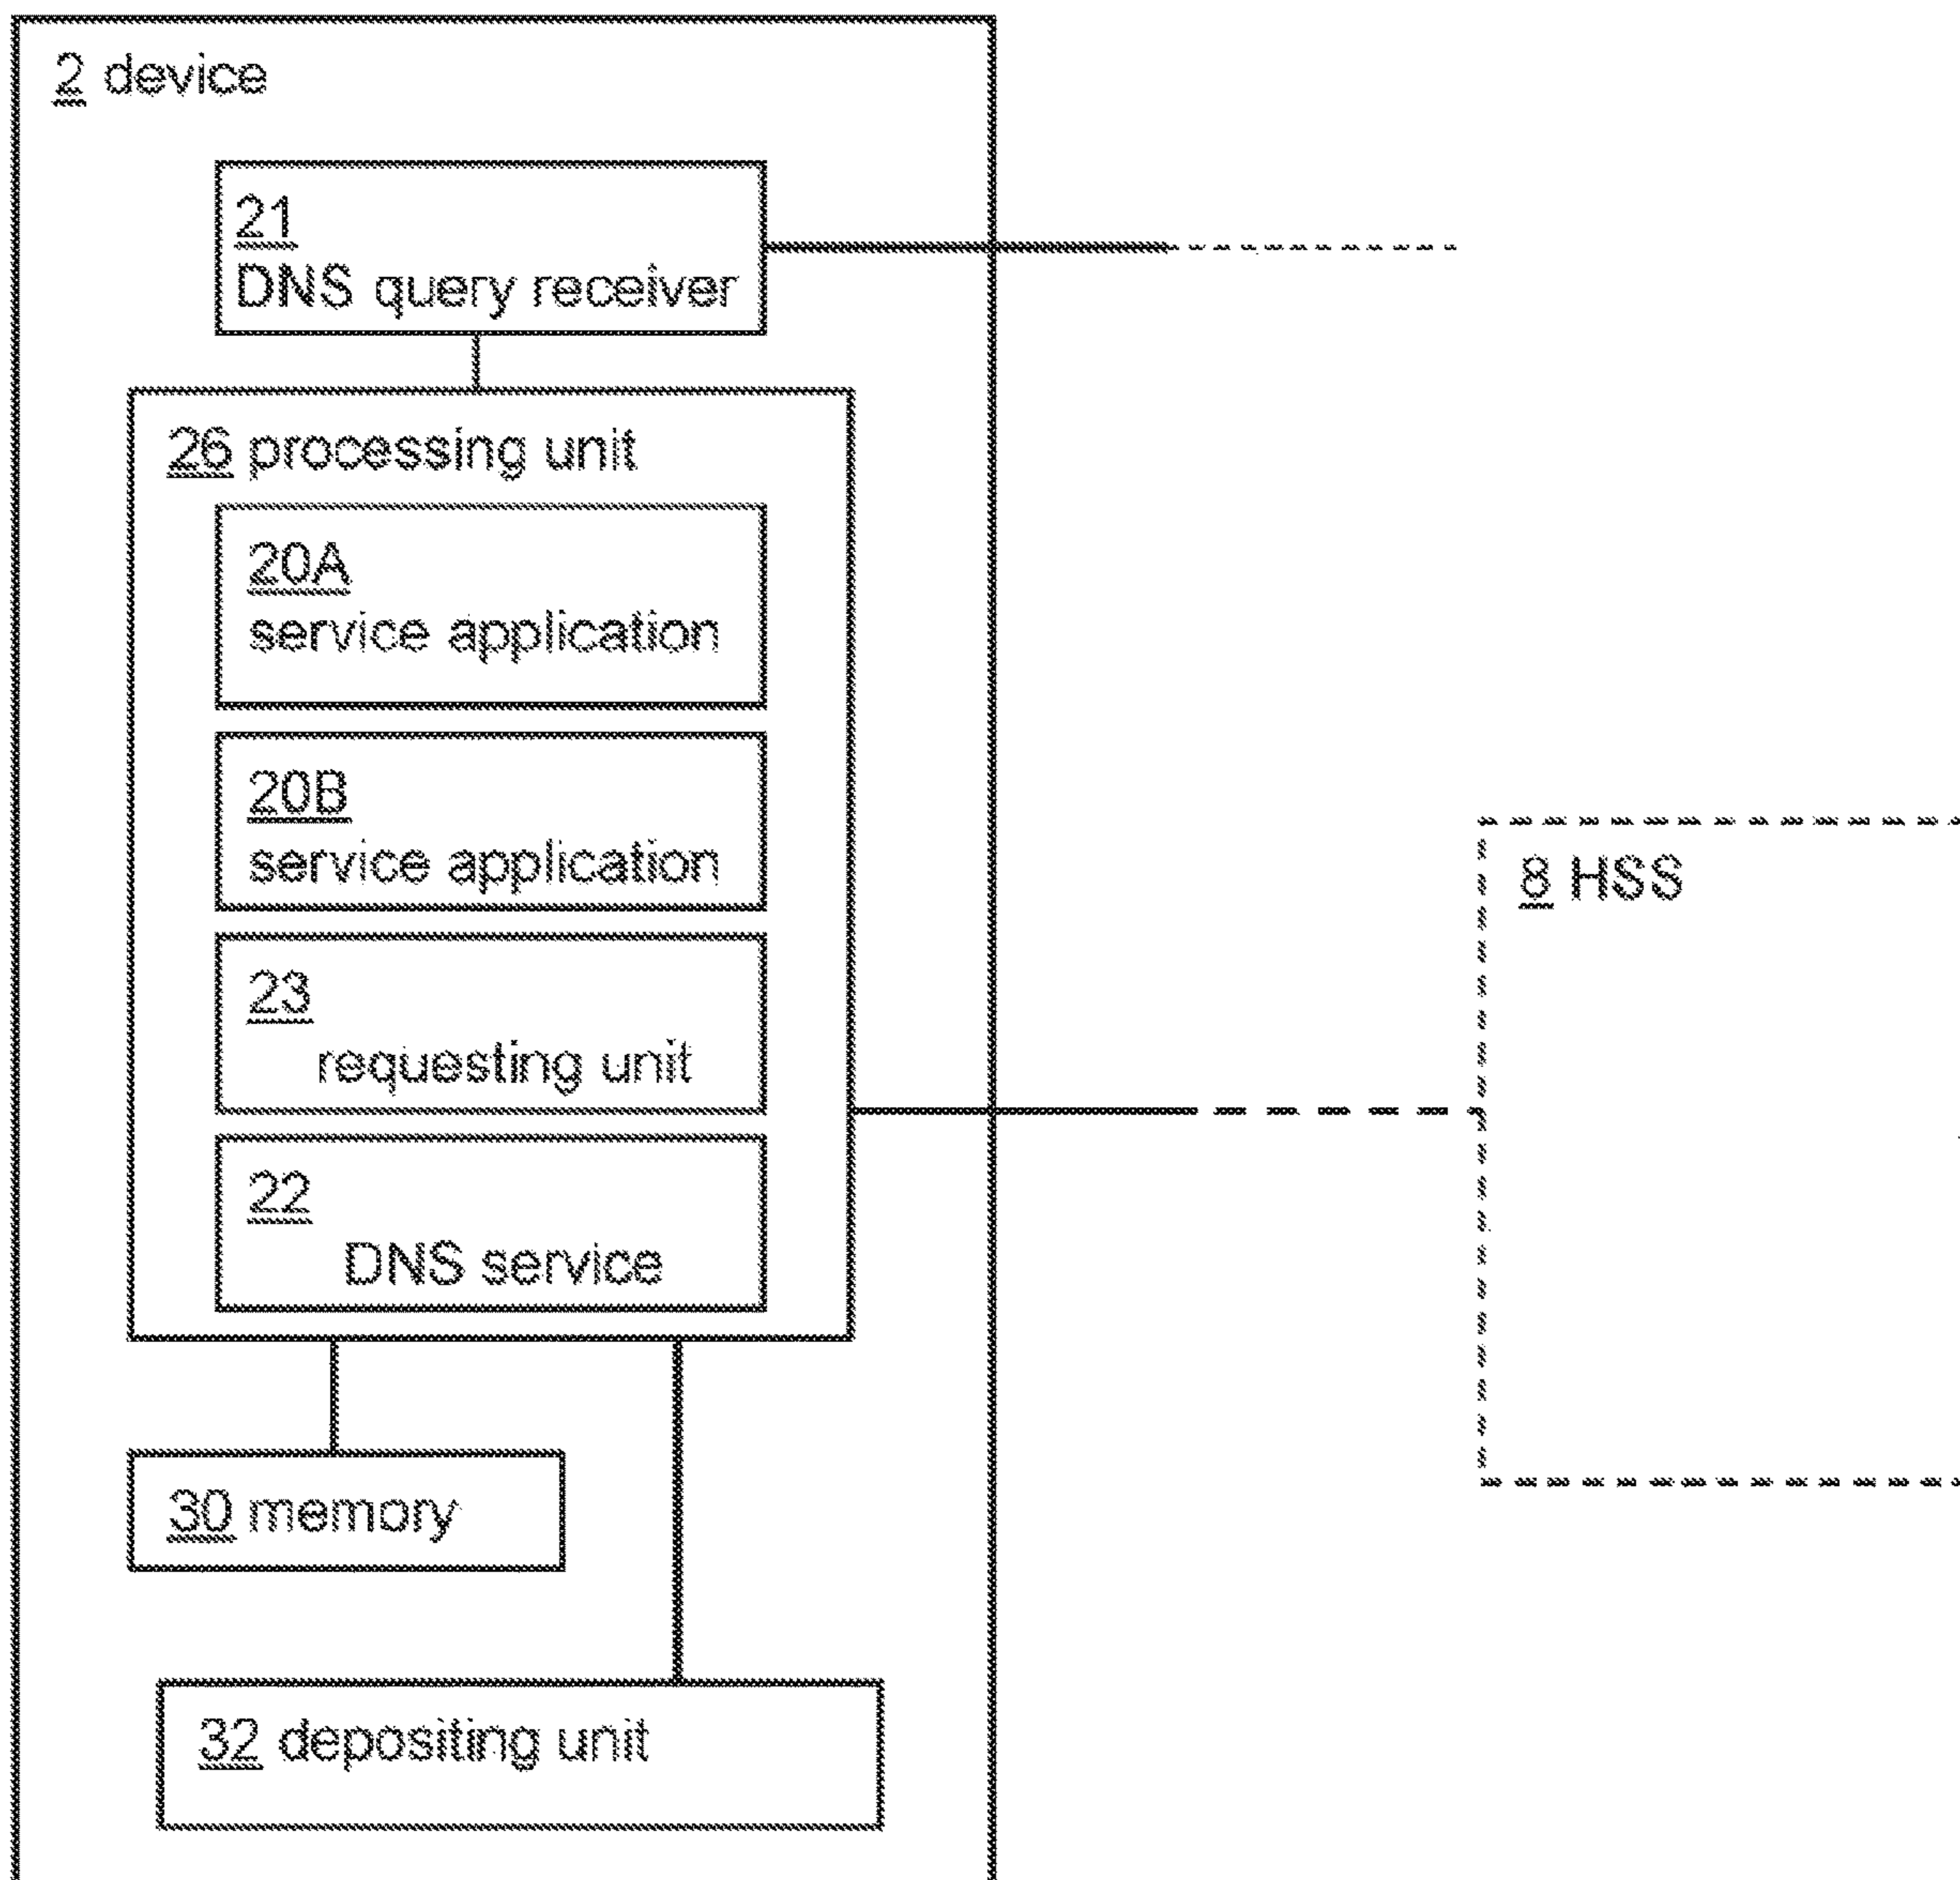 2 device
21
DNS query receiver
26 processing unit
20A
service application
20B
service application
23
requesting unit
22
DNS service
30 memory
32 depositing unit
8 HSS